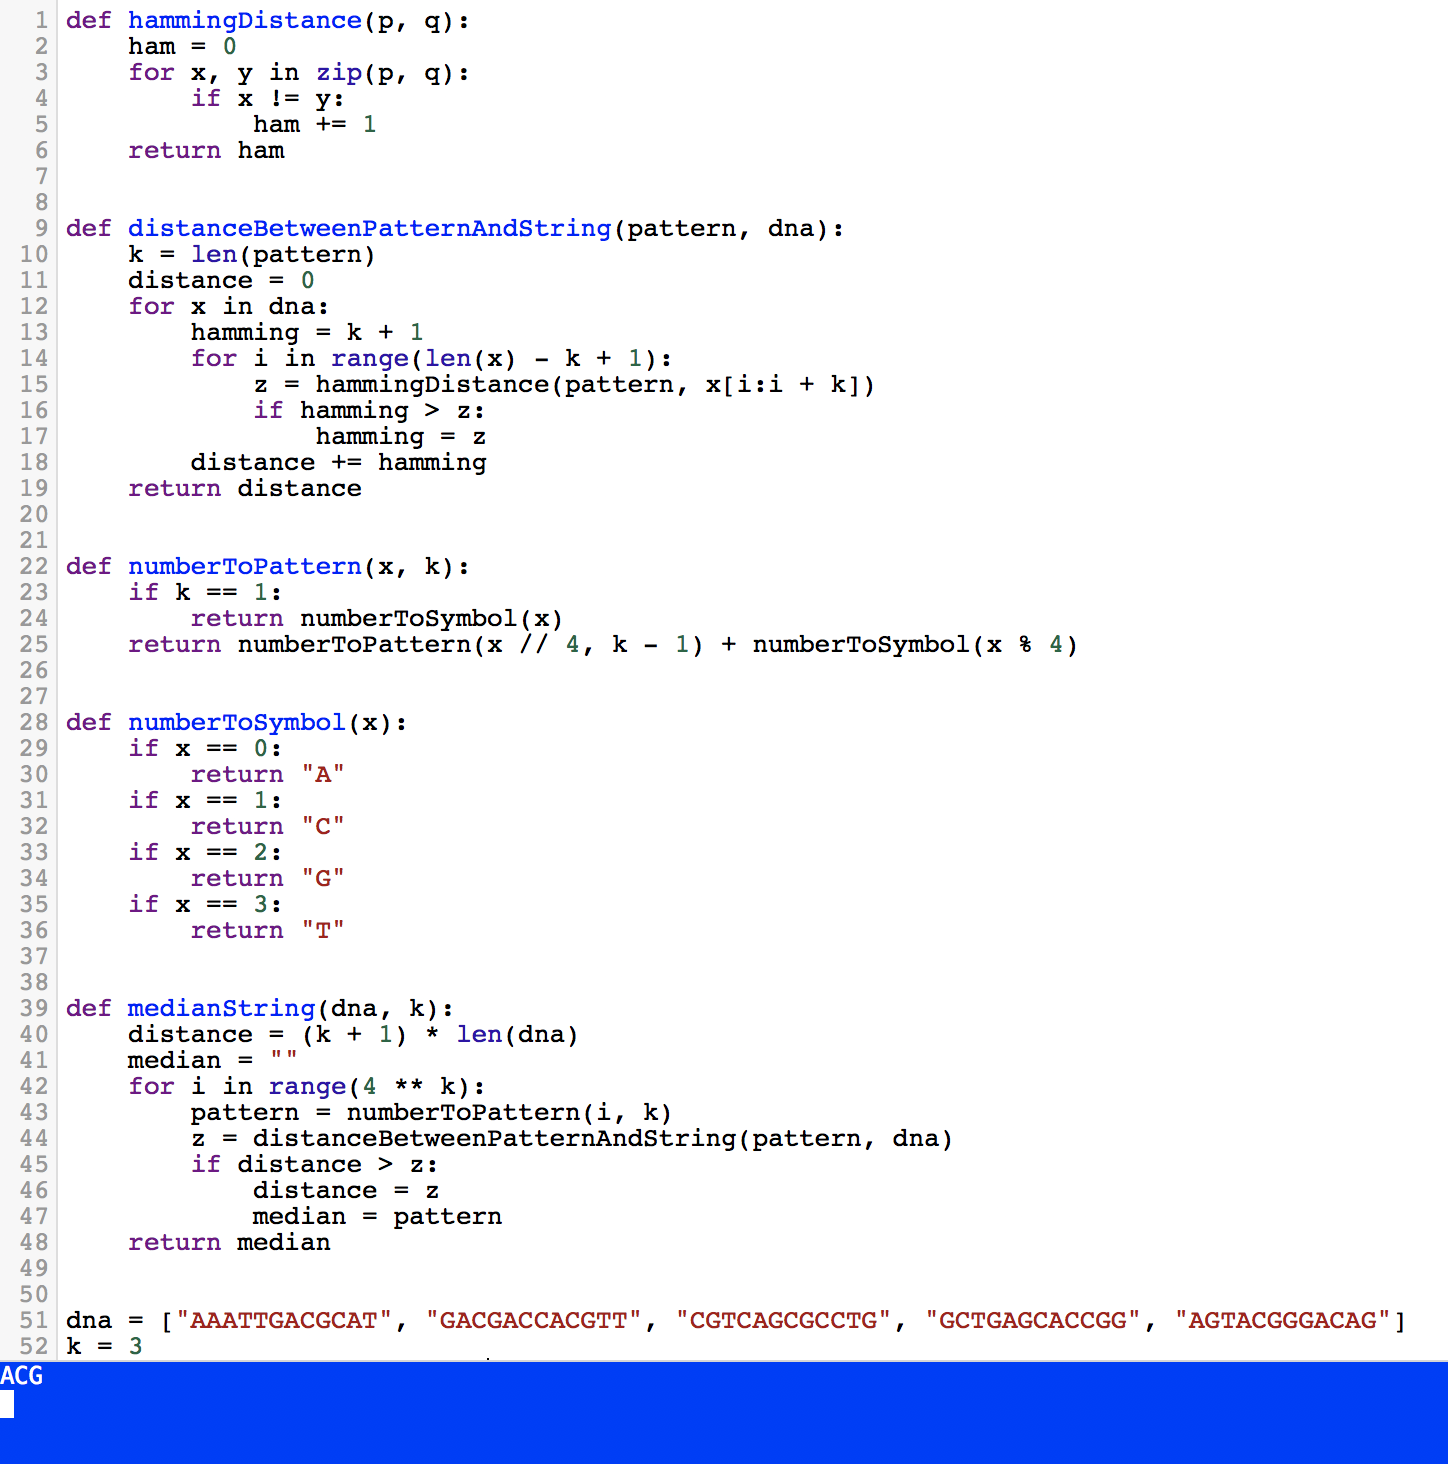 1 def hammingDistance(p, q):
2     ham = 0
3     for x, y in zip(p, q):
4         if x != y:
5             ham += 1
6     return ham
7
8
9 def distanceBetweenPatternAndString(pattern, dna):
10     k = len(pattern)
11     distance = 0
12     for x in dna:
13         hamming = k + 1
14         for i in range(len(x) - k + 1):
15             z = hammingDistance(pattern, x[i:i + k])
16             if hamming > z:
17                 hamming = z
18         distance += hamming
19     return distance
20
21
22 def numberToPattern(x, k):
23     if k == 1:
24         return numberToSymbol(x)
25     return numberToPattern(x // 4, k - 1) + numberToSymbol(x % 4)
26
27
28 def numberToSymbol(x):
29     if x == 0:
30         return "A"
31     if x == 1:
32         return "C"
33     if x == 2:
34         return "G"
35     if x == 3:
36         return "T"
37
38
39 def medianString(dna, k):
40     distance = (k + 1) * len(dna)
41     median = ""
42     for i in range(4 ** k):
43         pattern = numberToPattern(i, k)
44         z = distanceBetweenPatternAndString(pattern, dna)
45         if distance > z:
46             distance = z
47             median = pattern
48     return median
49
50
51 dna = ["AAATTGACGCAT", "GACGACCACGTT", "CGTCAGCGCCTG", "GCTGAGCACCGG", "AGTACGGGACAG"]
52 k = 3
ACG